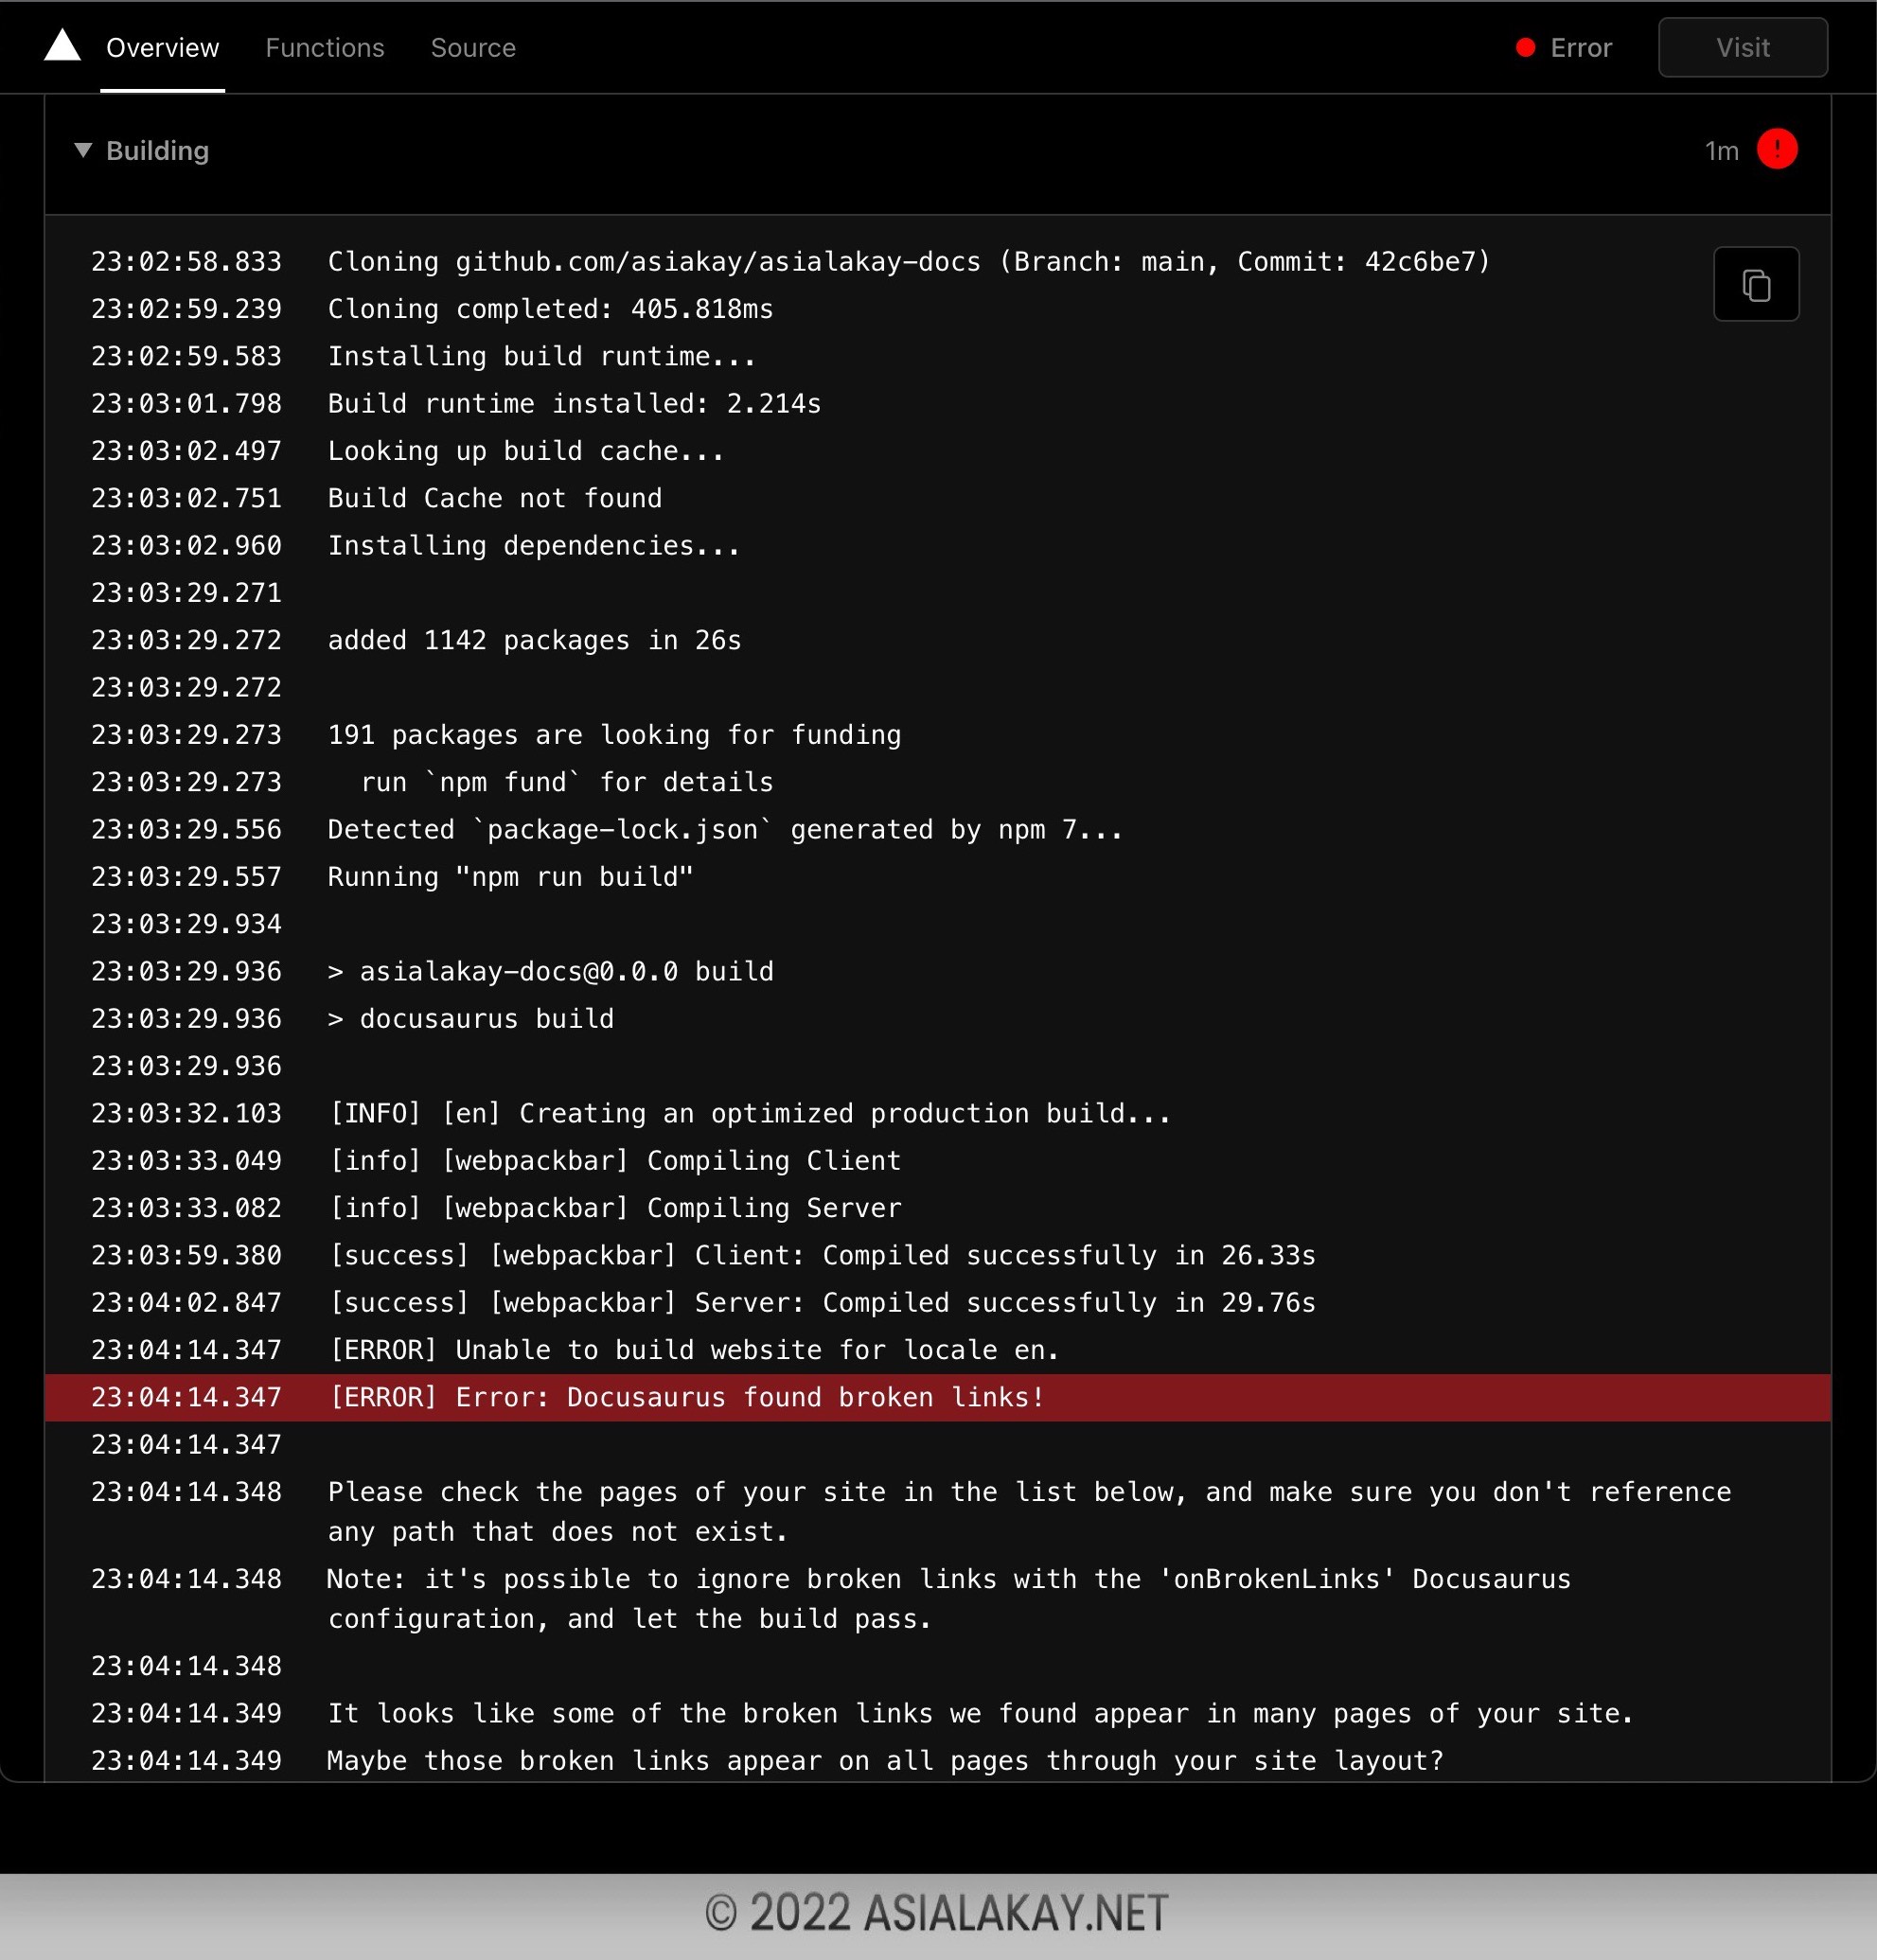 Overview Functions Source Error Visit
Building 1m !
23:02:58.833 Cloning github.com/asiakay/asialakay-docs (Branch: main, Commit: 42c6be7)
23:02:59.239 Cloning completed: 405.818ms
23:02:59.583 Installing build runtime...
23:03:01.798 Build runtime installed: 2.214s
23:03:02.497 Looking up build cache...
23:03:02.751 Build Cache not found
23:03:02.960 Installing dependencies...
23:03:29.271
23:03:29.272 added 1142 packages in 26s
23:03:29.272
23:03:29.273 191 packages are looking for funding
23:03:29.273   run `npm fund` for details
23:03:29.556 Detected `package-lock.json` generated by npm 7...
23:03:29.557 Running "npm run build"
23:03:29.934
23:03:29.936 > asialakay-docs@0.0.0 build
23:03:29.936 > docusaurus build
23:03:29.936
23:03:32.103 [INFO] [en] Creating an optimized production build...
23:03:33.049 [info] [webpackbar] Compiling Client
23:03:33.082 [info] [webpackbar] Compiling Server
23:03:59.380 [success] [webpackbar] Client: Compiled successfully in 26.33s
23:04:02.847 [success] [webpackbar] Server: Compiled successfully in 29.76s
23:04:14.347 [ERROR] Unable to build website for locale en.
23:04:14.347 [ERROR] Error: Docusaurus found broken links!
23:04:14.347
23:04:14.348 Please check the pages of your site in the list below, and make sure you don't reference
any path that does not exist.
23:04:14.348 Note: it's possible to ignore broken links with the 'onBrokenLinks' Docusaurus
configuration, and let the build pass.
23:04:14.348
23:04:14.349 It looks like some of the broken links we found appear in many pages of your site.
23:04:14.349 Maybe those broken links appear on all pages through your site layout?
© 2022 ASIALAKAY.NET